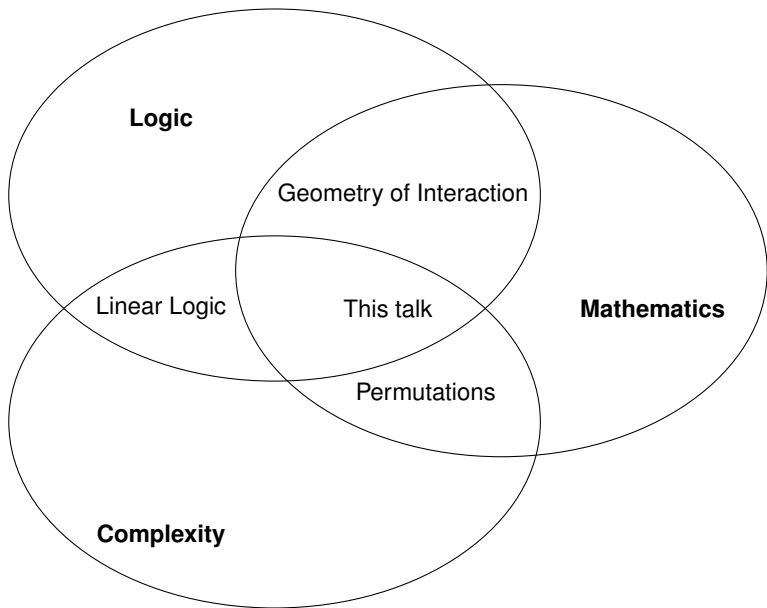 Logic
Geometry of Interaction
Linear Logic
This talk
Mathematics
Permutations
Complexity